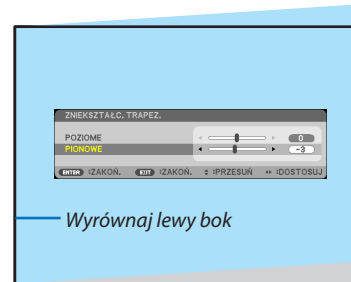 ZNIEKSZTAŁC. TRAPEZ.
POZIOME 0
PIONOWE -3
ENTER :ZAKOŃ. EXIT :ZAKOŃ. :PRZESUŃ :DOSTOSUJ
Wyrównaj lewy bok